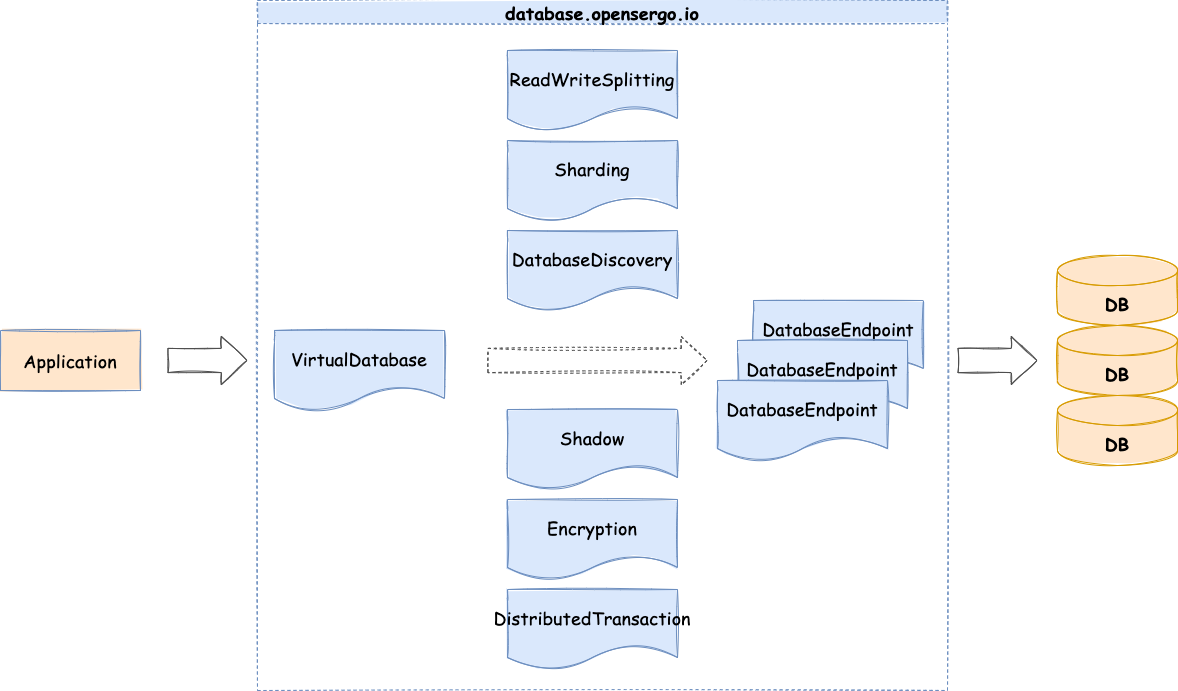 database.opensergo.io
ReadWriteSplitting
Sharding
DatabaseDiscovery
Application
VirtualDatabase
DatabaseEndpoint
DatabaseEndpoint
DatabaseEndpoint
DB
DB
DB
Shadow
Encryption
DistributedTransaction